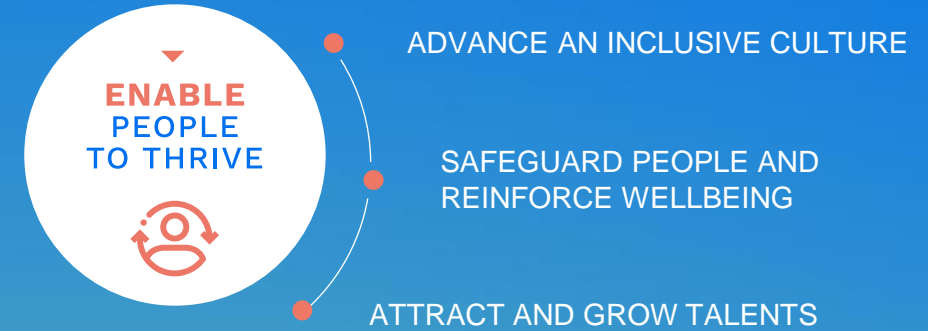 ENABLE
PEOPLE
TO THRIVE
ADVANCE AN INCLUSIVE CULTURE
SAFEGUARD PEOPLE AND
REINFORCE WELLBEING
ATTRACT AND GROW TALENTS